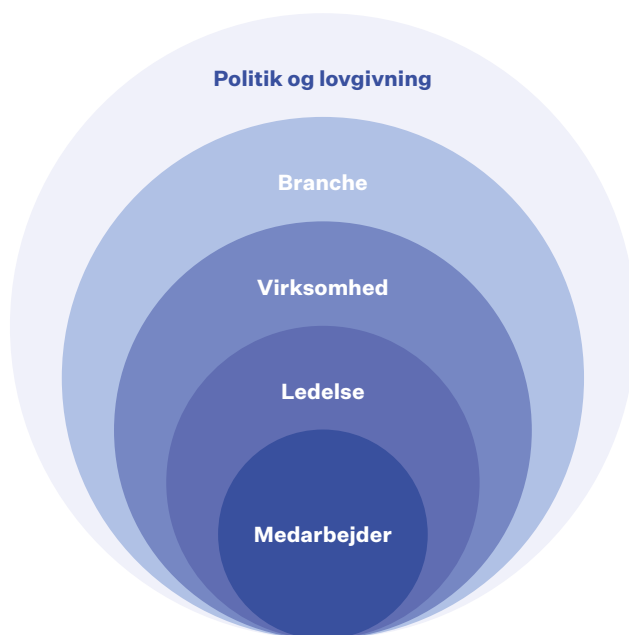 Politik og lovgivning
Branche
Virksomhed
Ledelse
Medarbejder